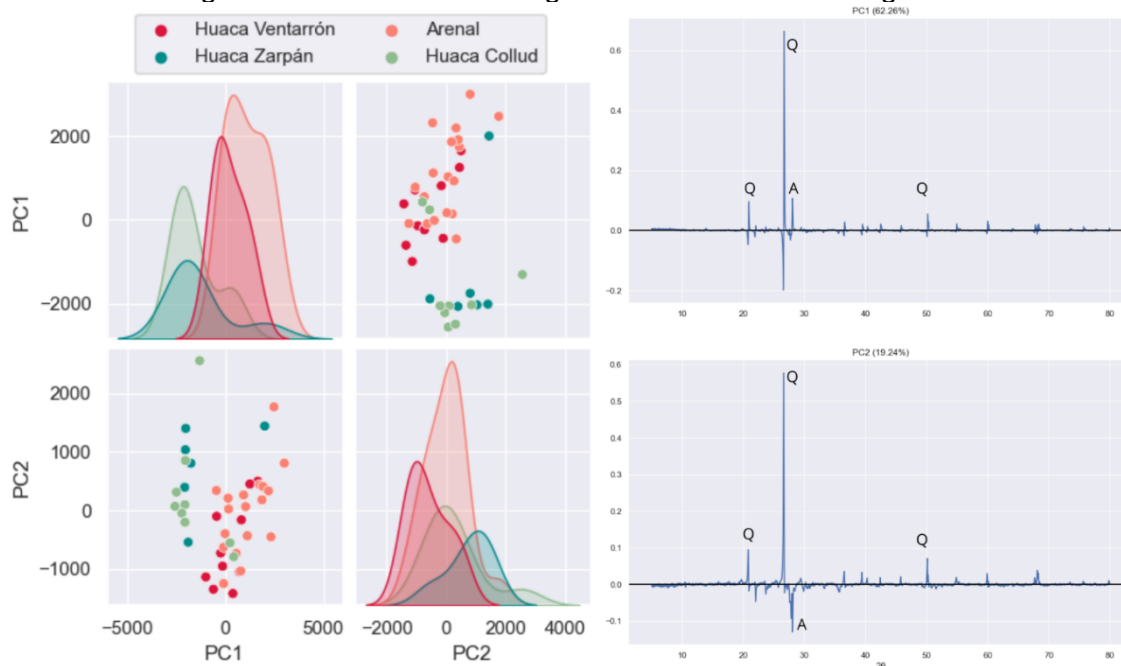 Huaca Ventarrón Arenal
Huaca Zarpán Huaca Collud
PC1
2000
0
−2000
PC2
2000
1000
0
−1000
−5000 0 5000
PC1
−2000 0 2000 4000
PC2
PC1 (62.26%)
0.6
0.4
0.2
0.0
−0.2
Q
Q
A
Q
10 20 30 40 50 60 70 80
PC2 (19.24%)
0.6
0.5
0.4
0.3
0.2
0.1
0.0
−0.1
Q
Q
Q
A
10 20 30 40 50 60 70 80